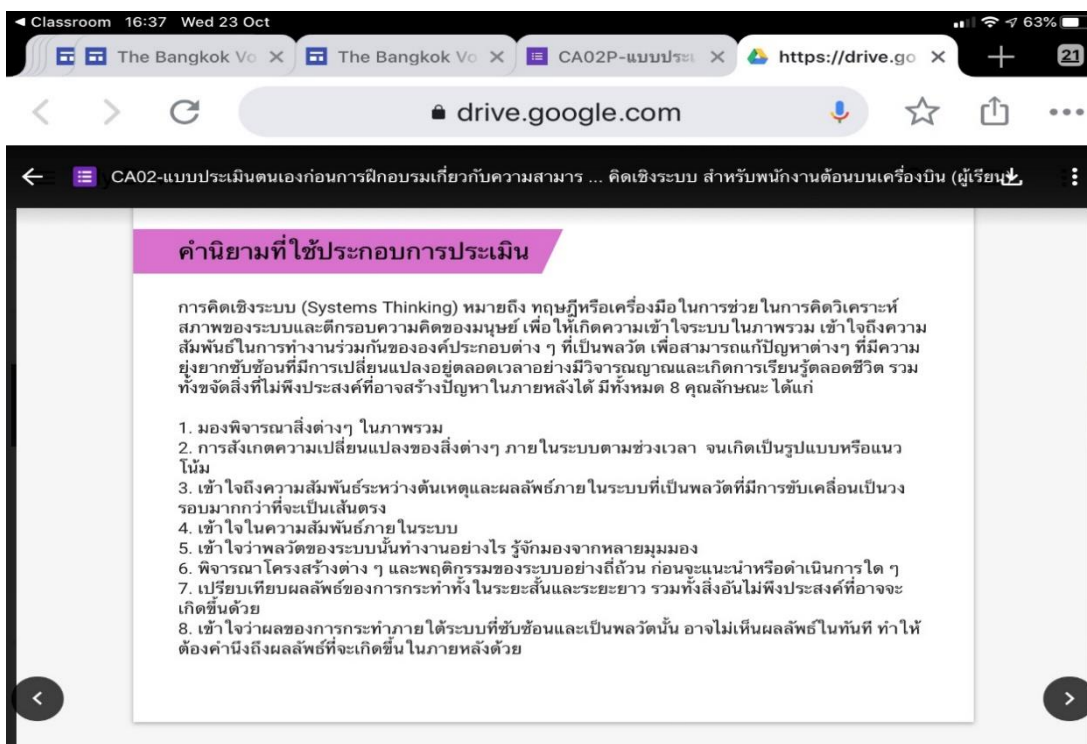 ◀ Classroom 16:37 Wed 23 Oct 63%
The Bangkok Vo The Bangkok Vo CA02P-แบบประเ https://drive.go 21
drive.google.com
CA02-แบบประเมินตนเองก่อนการฝึกอบรมเกี่ยวกับความสามาร ... คิดเชิงระบบ สำหรับพนักงานต้อนบนเครื่องบิน (ผู้เรียน
คำนิยามที่ใช้ประกอบการประเมิน
การคิดเชิงระบบ (Systems Thinking) หมายถึง ทฤษฎีหรือเครื่องมือในการช่วยในการคิดวิเคราะห์
สภาพของระบบและตีกรอบความคิดของมนุษย์ เพื่อให้เกิดความเข้าใจระบบในภาพรวม เข้าใจถึงความ
สัมพันธ์ในการทำงานร่วมกันขององค์ประกอบต่าง ๆ ที่เป็นพลวัต เพื่อสามารถแก้ปัญหาต่างๆ ที่มีความ
ยุ่งยากซับซ้อนที่มีการเปลี่ยนแปลงอยู่ตลอดเวลาอย่างมีวิจารณญาณและเกิดการเรียนรู้ตลอดชีวิต รวม
ทั้งขจัดสิ่งที่ไม่พึงประสงค์ที่อาจสร้างปัญหาในภายหลังได้ มีทั้งหมด 8 คุณลักษณะ ได้แก่
1. มองพิจารณาสิ่งต่างๆ ในภาพรวม
2. การสังเกตความเปลี่ยนแปลงของสิ่งต่างๆ ภายในระบบตามช่วงเวลา จนเกิดเป็นรูปแบบหรือแนว
โน้ม
3. เข้าใจถึงความสัมพันธ์ระหว่างต้นเหตุและผลลัพธ์ภายในระบบที่เป็นพลวัตที่มีการขับเคลื่อนเป็นวง
รอบมากกว่าที่จะเป็นเส้นตรง
4. เข้าใจในความสัมพันธ์ภายในระบบ
5. เข้าใจว่าพลวัตของระบบนั้นทำงานอย่างไร รู้จักมองจากหลายมุมมอง
6. พิจารณาโครงสร้างต่าง ๆ และพฤติกรรมของระบบอย่างถี่ถ้วน ก่อนจะแนะนำหรือดำเนินการใด ๆ
7. เปรียบเทียบผลลัพธ์ของการกระทำทั้งในระยะสั้นและระยะยาว รวมทั้งสิ่งอันไม่พึงประสงค์ที่อาจจะ
เกิดขึ้นด้วย
8. เข้าใจว่าผลของการกระทำภายใต้ระบบที่ซับซ้อนและเป็นพลวัตนั้น อาจไม่เห็นผลลัพธ์ในทันที ทำให้
ต้องคำนึงถึงผลลัพธ์ที่จะเกิดขึ้นในภายหลังด้วย